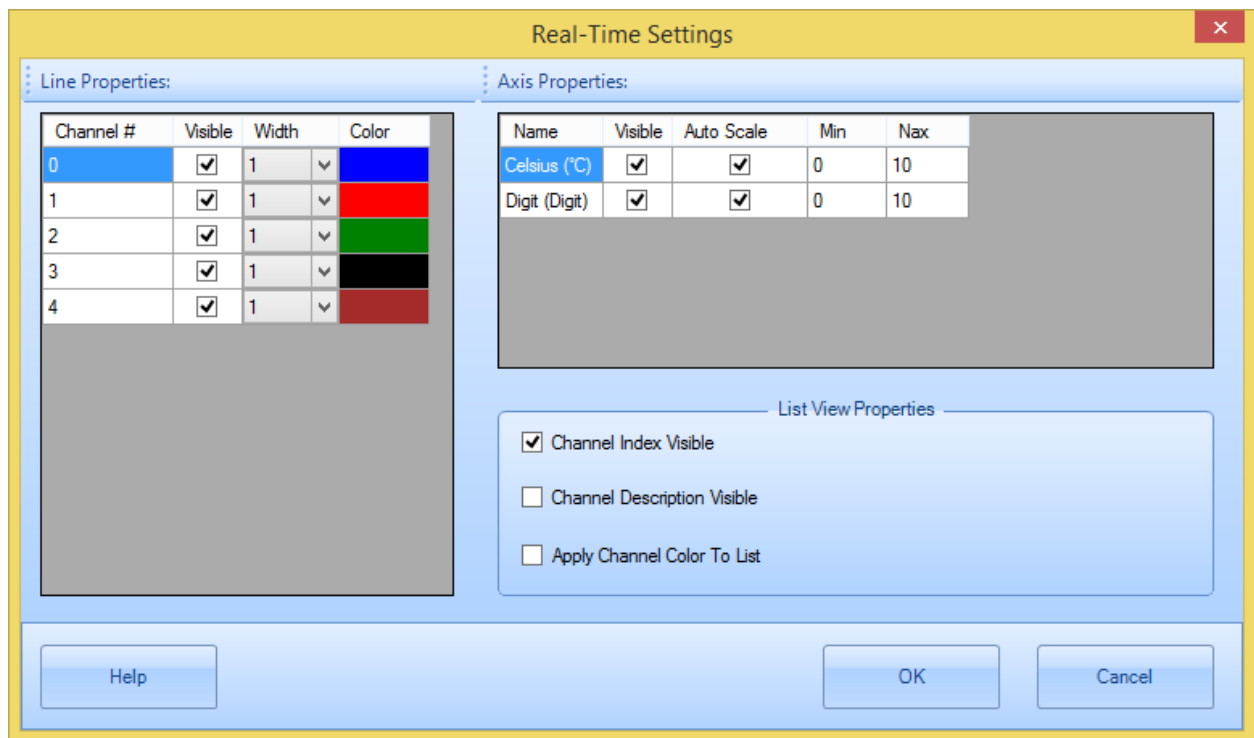 Real-Time Settings
Line Properties:
Channel # Visible Width Color
0 1
1 1
2 1
3 1
4 1
Axis Properties:
Name Visible Auto Scale Min Nax
Celsius (°C) 0 10
Digit (Digit) 0 10
List View Properties
Channel Index Visible
Channel Description Visible
Apply Channel Color To List
Help OK Cancel